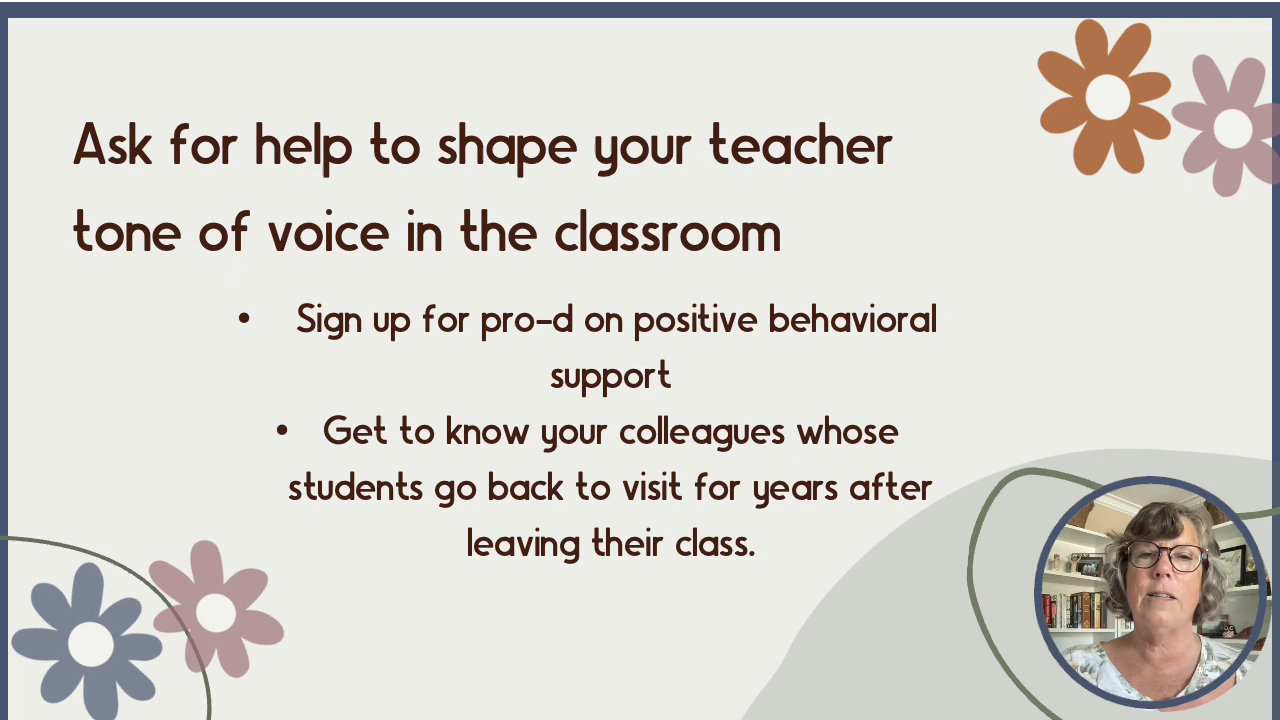 Ask for help to shape your teacher
tone of voice in the classroom
• Sign up for pro-d on positive behavioral
support
• Get to know your colleagues whose
students go back to visit for years after
leaving their class.